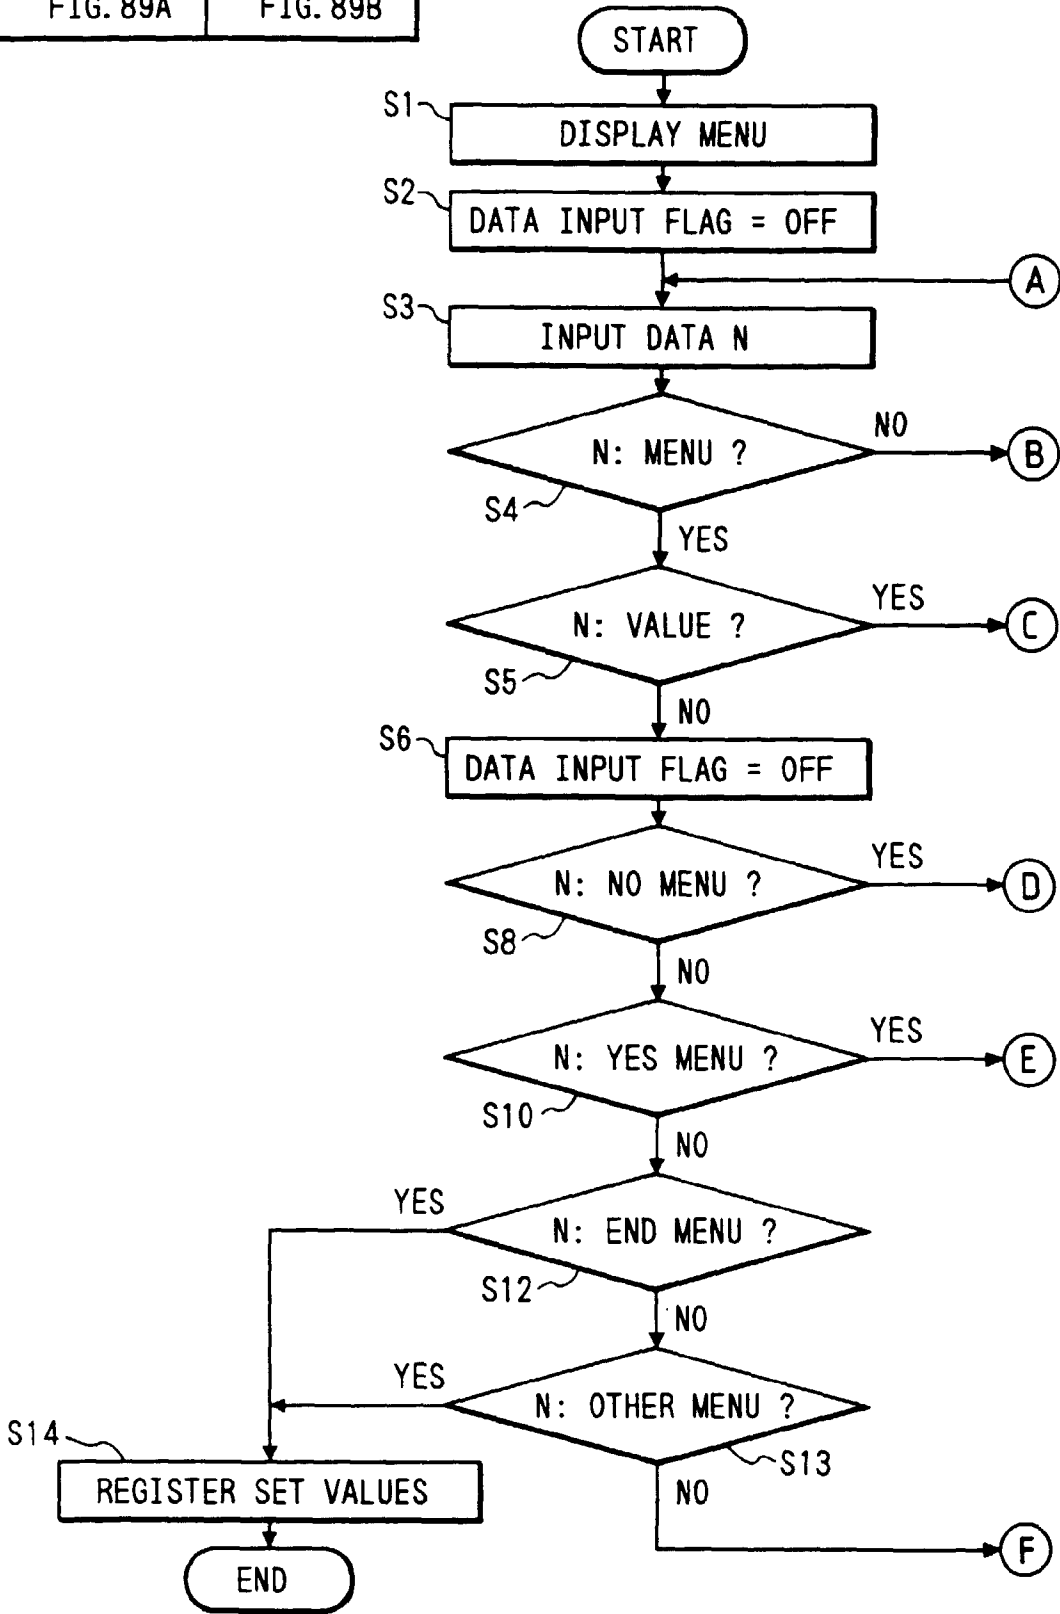 FIG. 89A FIG. 89B
START
S1
DISPLAY MENU
S2
DATA INPUT FLAG = OFF
A
S3
INPUT DATA N
N: MENU ?
NO
B
S4
YES
N: VALUE ?
YES
C
S5
NO
S6
DATA INPUT FLAG = OFF
N: NO MENU ?
YES
D
S8
NO
N: YES MENU ?
YES
E
S10
NO
YES
N: END MENU ?
S12
NO
YES
N: OTHER MENU ?
S13
S14
REGISTER SET VALUES
NO
F
END